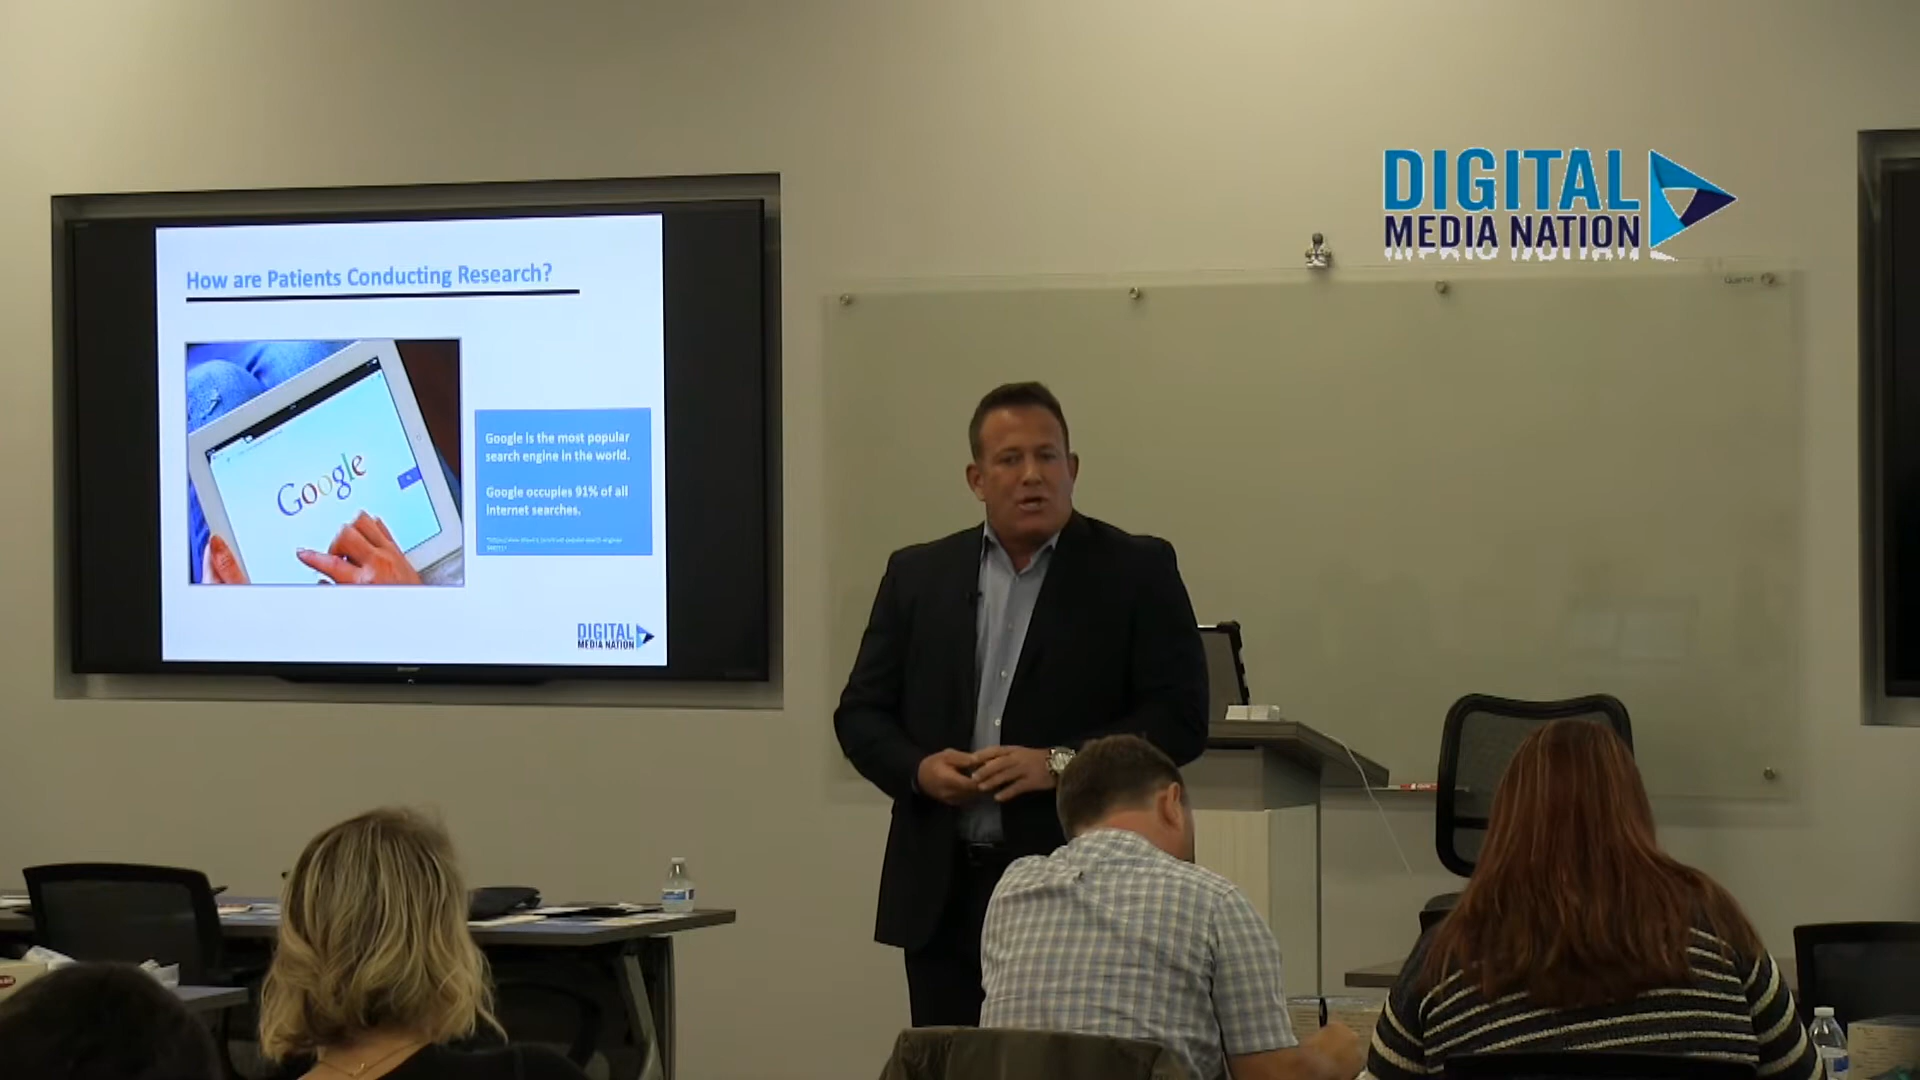 DIGITAL
MEDIA NATION
How are Patients Conducting Research?
Google
Google is the most popular
search engine in the world.
Google occupies 91% of all
internet searches.
DIGITAL
MEDIA NATION